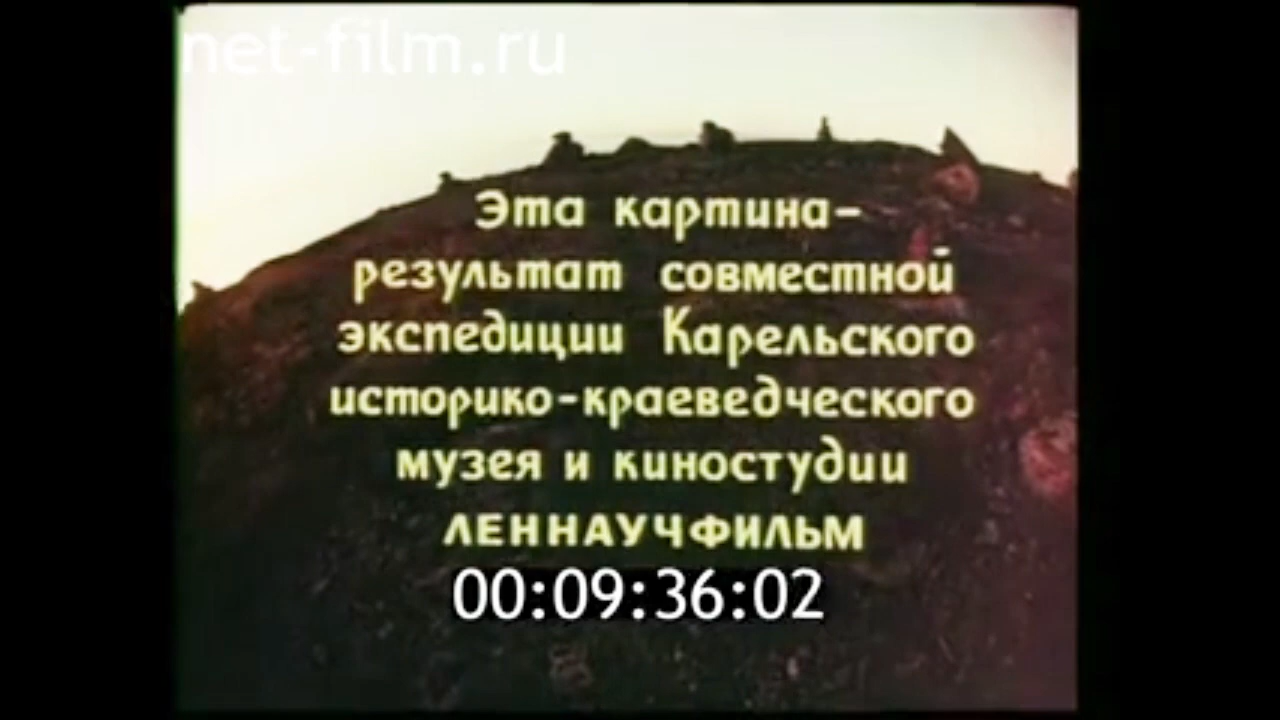 net-film.ru
Эта картина-
результат совместной
экспедиции Карельского
историко-краеведческого
музея и киностудии
ЛЕННАУЧФИЛЬМ
00:09:36:02